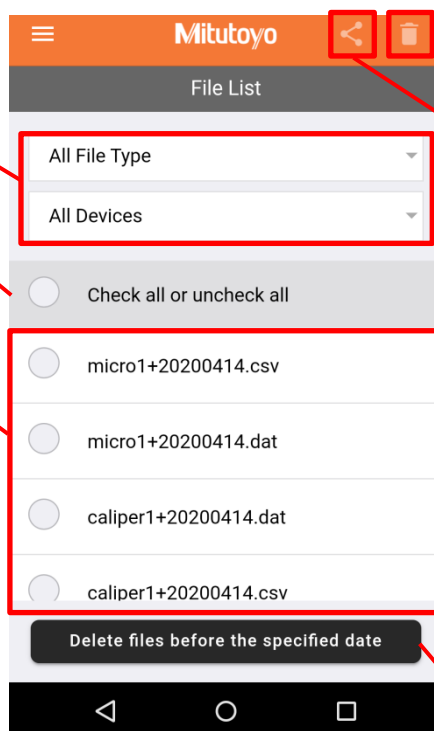 Mitutoyo
File List
All File Type
All Devices
Check all or uncheck all
micro1+20200414.csv
micro1+20200414.dat
caliper1+20200414.dat
caliper1+20200414.csv
Delete files before the specified date